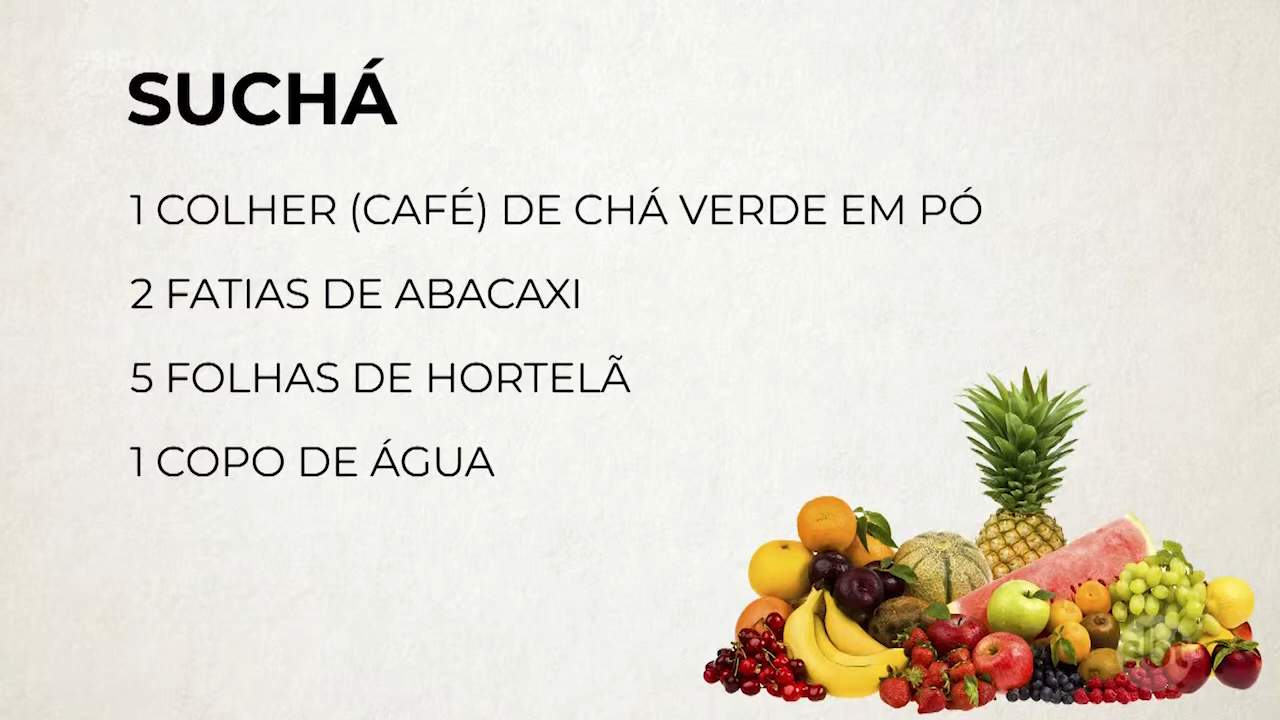 SUCHÁ
1 COLHER (CAFÉ) DE CHÁ VERDE EM PÓ
2 FATIAS DE ABACAXI
5 FOLHAS DE HORTELÃ
1 COPO DE ÁGUA